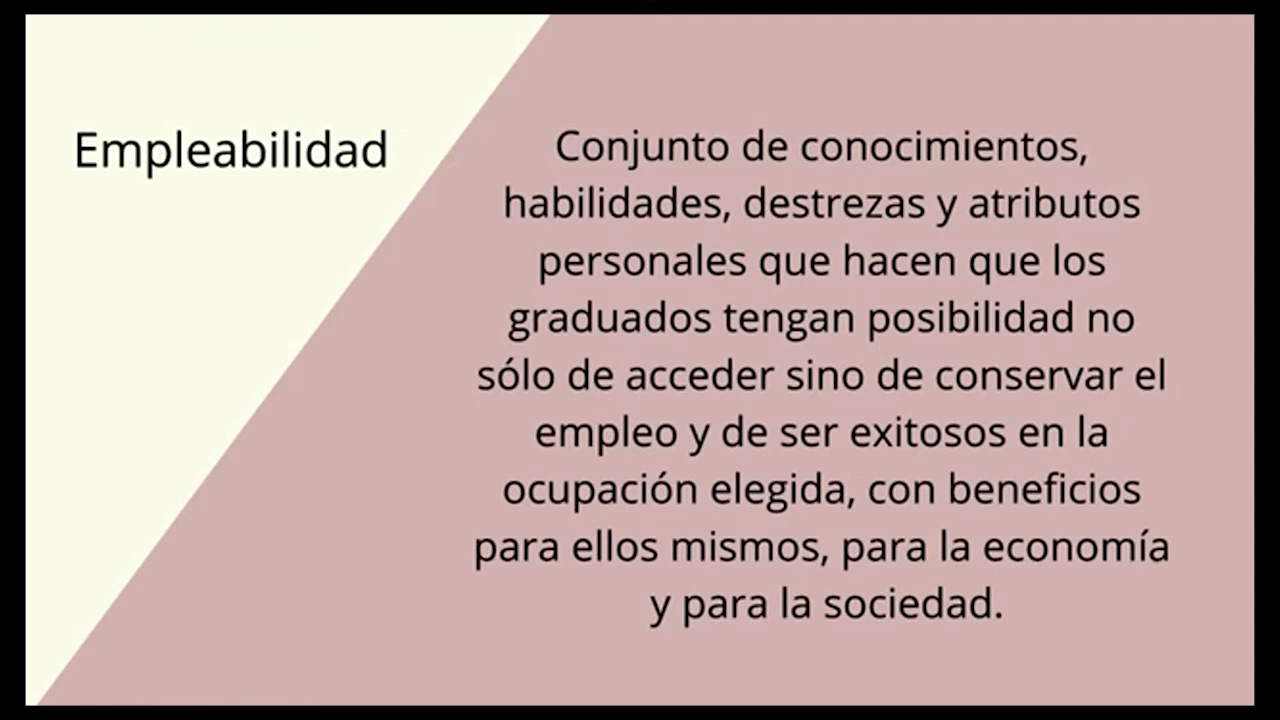 Empleabilidad
Conjunto de conocimientos,
habilidades, destrezas y atributos
personales que hacen que los
graduados tengan posibilidad no
sólo de acceder sino de conservar el
empleo y de ser exitosos en la
ocupación elegida, con beneficios
para ellos mismos, para la economía
y para la sociedad.